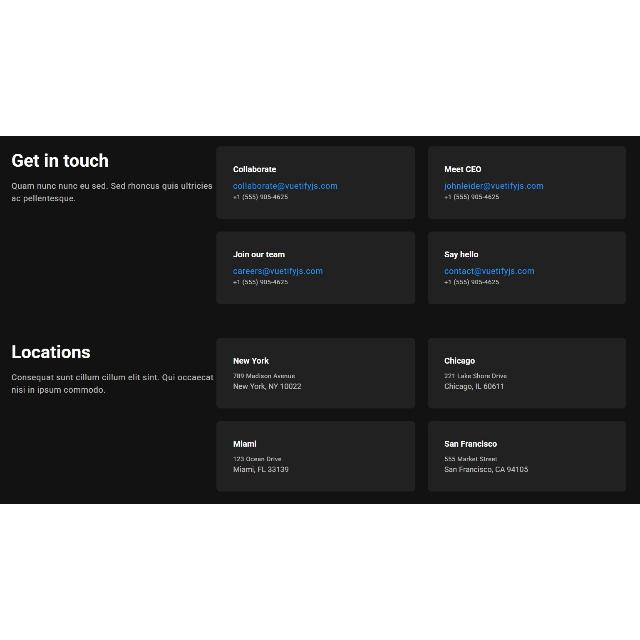 Get in touch
Quam nunc nunc eu sed. Sed rhoncus quis ultricies
ac pellentesque.
Collaborate
collaborate@vuetifyjs.com
+1 (555) 905-4625
Meet CEO
johnleider@vuetifyjs.com
+1 (555) 905-4625
Join our team
careers@vuetifyjs.com
+1 (555) 905-4625
Say hello
contact@vuetifyjs.com
+1 (555) 905-4625
Locations
Consequat sunt cillum cillum elit sint. Qui occaecat
nisi in ipsum commodo.
New York
789 Madison Avenue
New York, NY 10022
Chicago
221 Lake Shore Drive
Chicago, IL 60611
Miami
123 Ocean Drive
Miami, FL 33139
San Francisco
555 Market Street
San Francisco, CA 94105